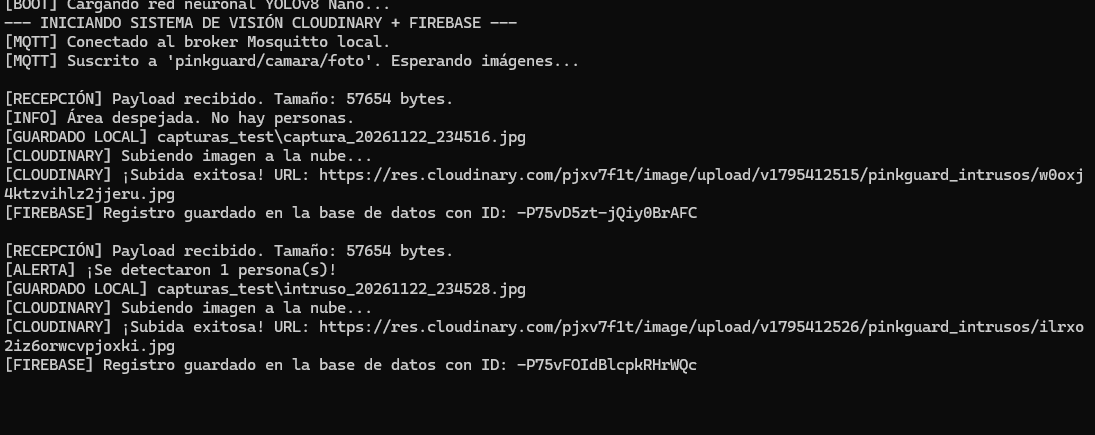 [BOOT] Cargando red neuronal YOLOv8 Nano...
--- INICIANDO SISTEMA DE VISIÓN CLOUDINARY + FIREBASE ---
[MQTT] Conectado al broker Mosquitto local.
[MQTT] Suscrito a 'pinkguard/camara/foto'. Esperando imágenes...
[RECEPCIÓN] Payload recibido. Tamaño: 57654 bytes.
[INFO] Área despejada. No hay personas.
[GUARDADO LOCAL] capturas_test\captura_20261122_234516.jpg
[CLOUDINARY] Subiendo imagen a la nube...
[CLOUDINARY] ¡Subida exitosa! URL: https://res.cloudinary.com/pjxv7f1t/image/upload/v1795412515/pinkguard_intrusos/w0oxj
4ktzvihlz2jjeru.jpg
[FIREBASE] Registro guardado en la base de datos con ID: -P75vD5zt-jQiy0BrAFC
[RECEPCIÓN] Payload recibido. Tamaño: 57654 bytes.
[ALERTA] ¡Se detectaron 1 persona(s)!
[GUARDADO LOCAL] capturas_test\intruso_20261122_234528.jpg
[CLOUDINARY] Subiendo imagen a la nube...
[CLOUDINARY] ¡Subida exitosa! URL: https://res.cloudinary.com/pjxv7f1t/image/upload/v1795412526/pinkguard_intrusos/ilrxo
2iz6orwcvpjoxki.jpg
[FIREBASE] Registro guardado en la base de datos con ID: -P75vFOIdBlcpkRHrWQc